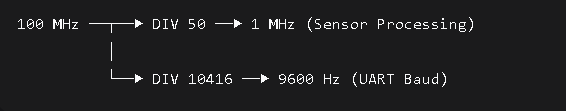 100 MHz ──┬──► DIV 50 ──► 1 MHz (Sensor Processing)
└──► DIV 10416 ──► 9600 Hz (UART Baud)